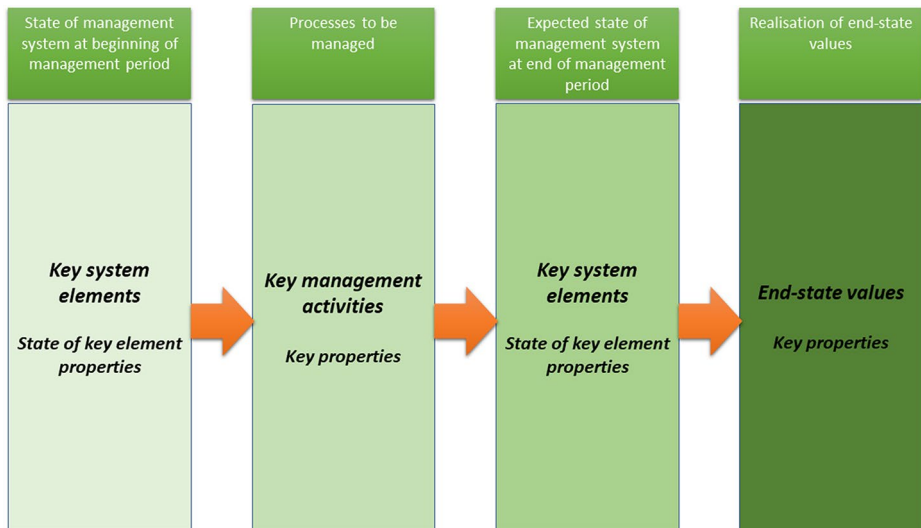 State of management
system at beginning of
management period
Processes to be
managed
Expected state of
management system
at end of management
period
Realisation of end-state
values
Key system
elements
State of key element
properties
Key management
activities
Key properties
Key system
elements
State of key element
properties
End-state values
Key properties